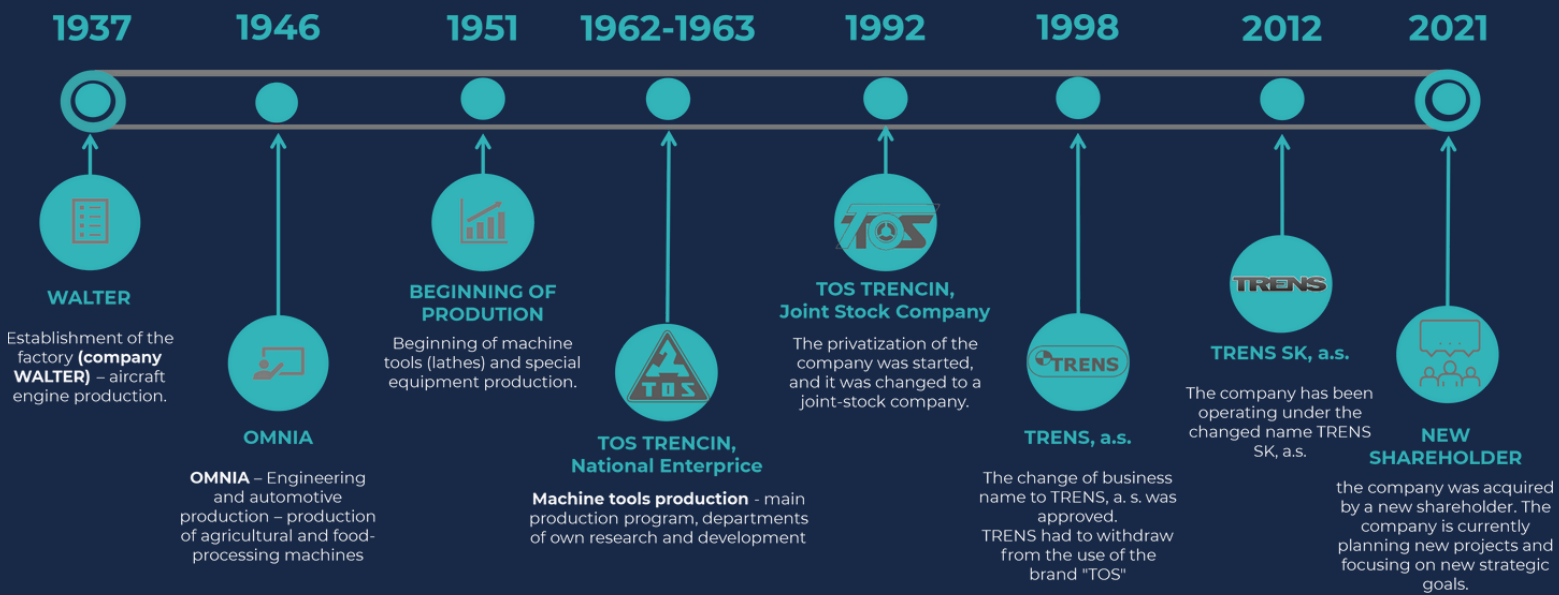 1937
1946
1951
1962-1963
1992
1998
2012
2021
WALTER
Establishment of the
factory (company
WALTER) – aircraft
engine production.
OMNIA
OMNIA – Engineering
and automotive
production – production
of agricultural and food-
processing machines
BEGINNING OF
PRODUTION
Beginning of machine
tools (lathes) and special
equipment production.
TOS
TOS TRENCIN,
National Enterprice
Machine tools production - main
production program, departments
of own research and development
TOS
TOS TRENCIN,
Joint Stock Company
The privatization of the
company was started,
and it was changed to a
joint-stock company.
TRENS
TRENS, a.s.
The change of business
name to TRENS, a. s. was
approved.
TRENS had to withdraw
from the use of the
brand "TOS"
TRENS
TRENS SK, a.s.
The company has been
operating under the
changed name TRENS
SK, a.s.
NEW
SHAREHOLDER
the company was acquired
by a new shareholder. The
company is currently
planning new projects and
focusing on new strategic
goals.